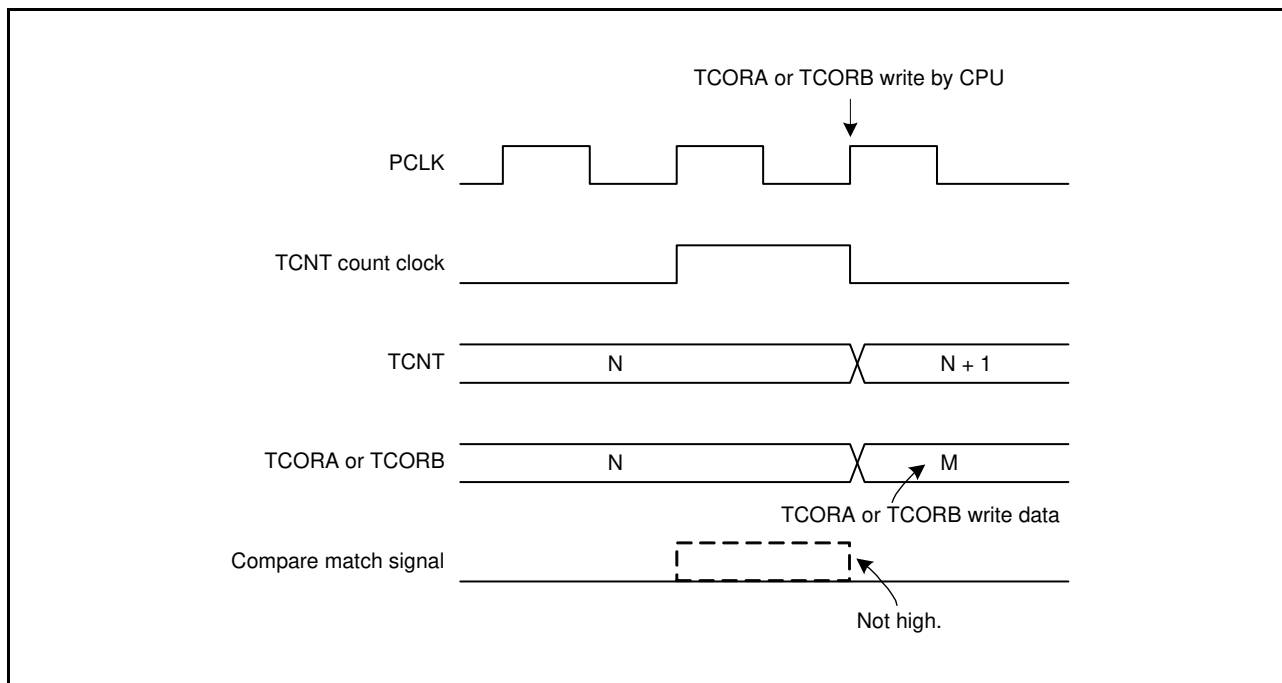 TCORA or TCORB write by CPU
PCLK
TCNT count clock
TCNT
N
N + 1
TCORA or TCORB
N
M
TCORA or TCORB write data
Compare match signal
Not high.